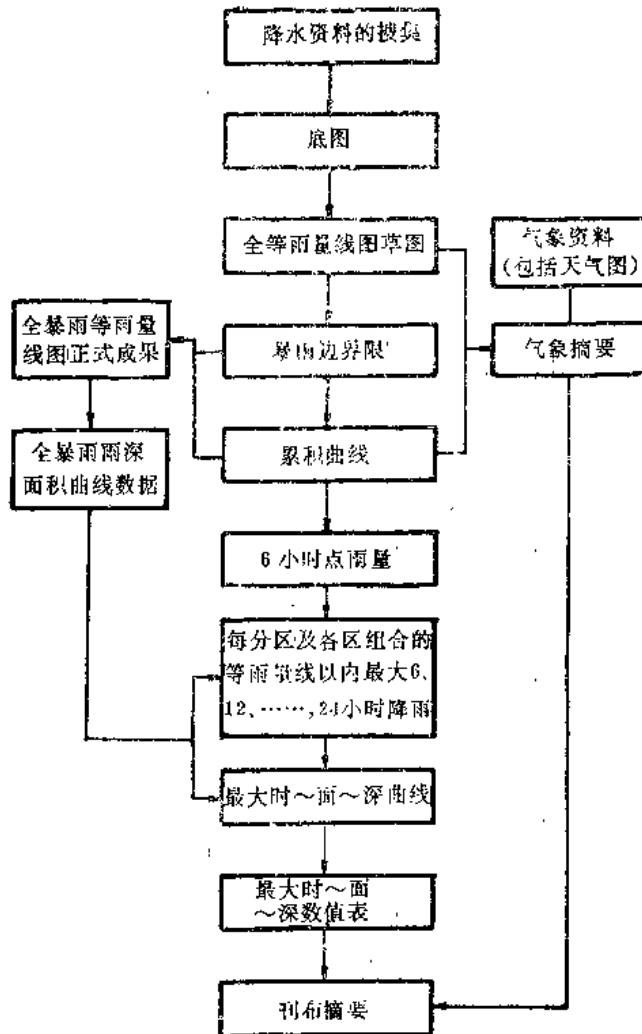 降水资料的搜集
底图
全等雨量线图草图
气象资料
(包括天气图)
全暴雨等雨量
线图正式成果
暴雨边界限
气象摘要
全暴雨雨深
面积曲线数据
累积曲线
6小时点雨量
每分区及各区组合的
等雨量线以内最大6、
12、……,24小时降雨
最大时～面～深曲线
最大时～面
～深数值表
刊布摘要